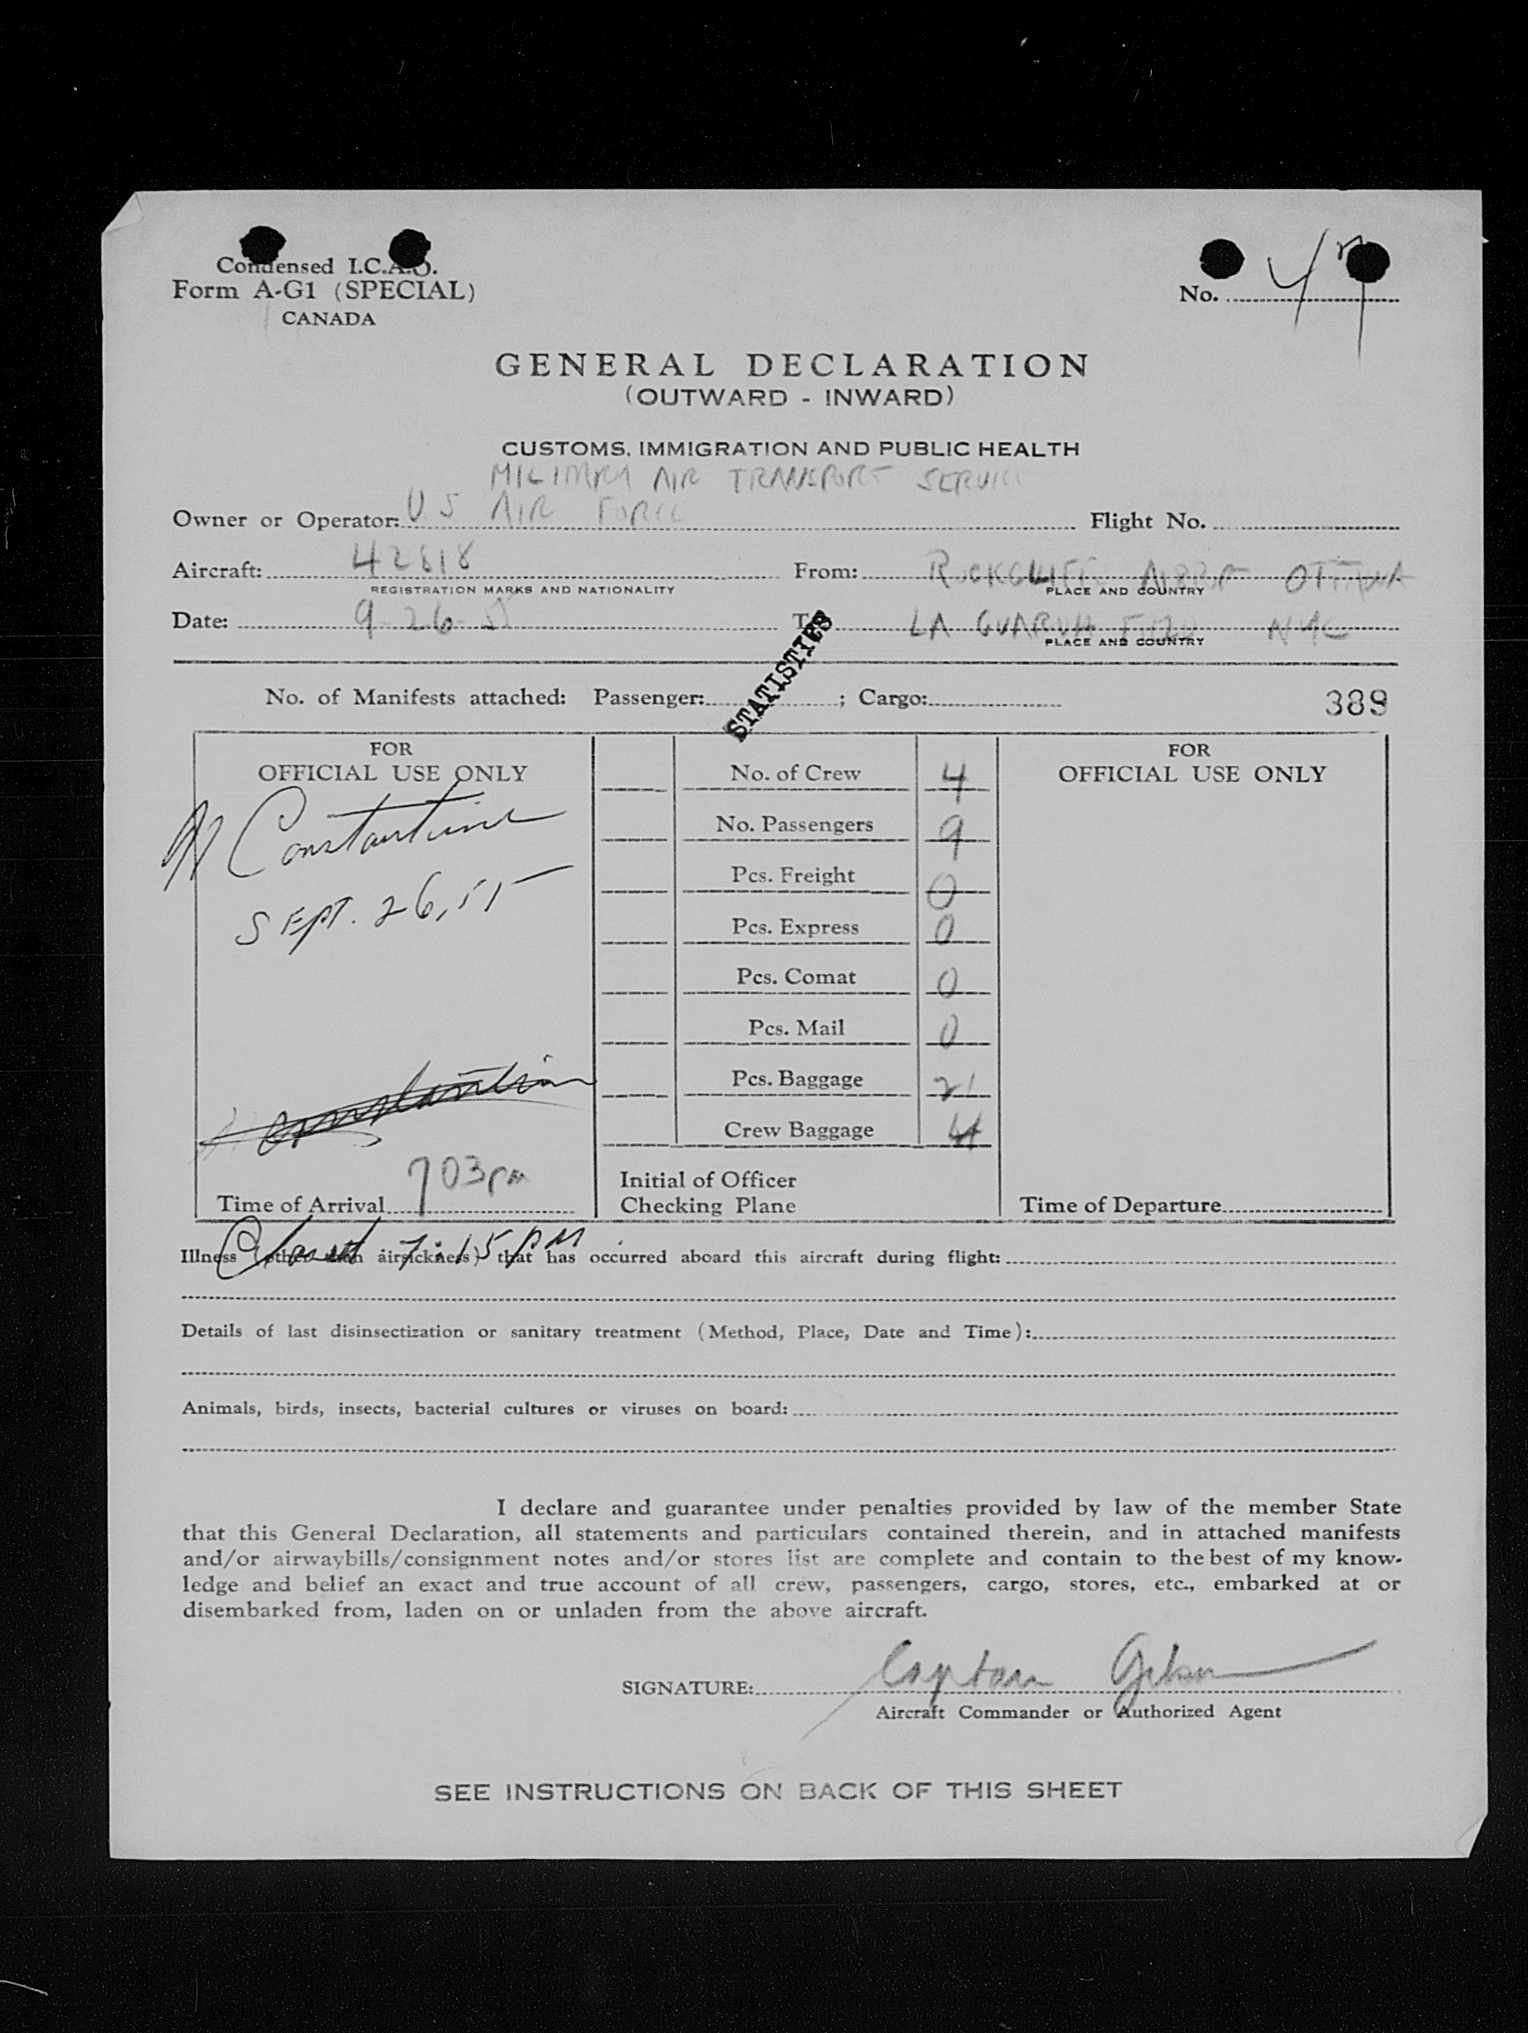 Condensed I.C.A.O.
Form A-G1 (SPECIAL)
CANADA
No.
GENERAL DECLARATION
(OUTWARD - INWARD)
CUSTOMS, IMMIGRATION AND PUBLIC HEALTH
MILITARY AIR TRANSPORT SERVICE
Owner or Operator: U S AIR FORCE Flight No.
Aircraft: 42818 From: ROCKCLIFFE AIRPORT OTTAWA
REGISTRATION MARKS AND NATIONALITY PLACE AND COUNTRY
Date: 9-26-55 To LA GUARDIA FIELD NYC
PLACE AND COUNTRY
STATISTICS
No. of Manifests attached: Passenger: ; Cargo:
389
FOR
OFFICIAL USE ONLY
Constantine
SEPT. 26, 55
Constantine
703 pm
Time of Arrival
No. of Crew 4
No. Passengers 9
Pcs. Freight 0
Pcs. Express 0
Pcs. Comat 0
Pcs. Mail 0
Pcs. Baggage 21
Crew Baggage 4
Initial of Officer
Checking Plane
FOR
OFFICIAL USE ONLY
Time of Departure
Cleared 7:15 PM
Illness (other than airsickness) that has occurred aboard this aircraft during flight:
Details of last disinsectization or sanitary treatment (Method, Place, Date and Time):
Animals, birds, insects, bacterial cultures or viruses on board:
I declare and guarantee under penalties provided by law of the member State
that this General Declaration, all statements and particulars contained therein, and in attached manifests
and/or airwaybills/consignment notes and/or stores list are complete and contain to the best of my know-
ledge and belief an exact and true account of all crew, passengers, cargo, stores, etc., embarked at or
disembarked from, laden on or unladen from the above aircraft.
SIGNATURE: Captain
Aircraft Commander or Authorized Agent
SEE INSTRUCTIONS ON BACK OF THIS SHEET